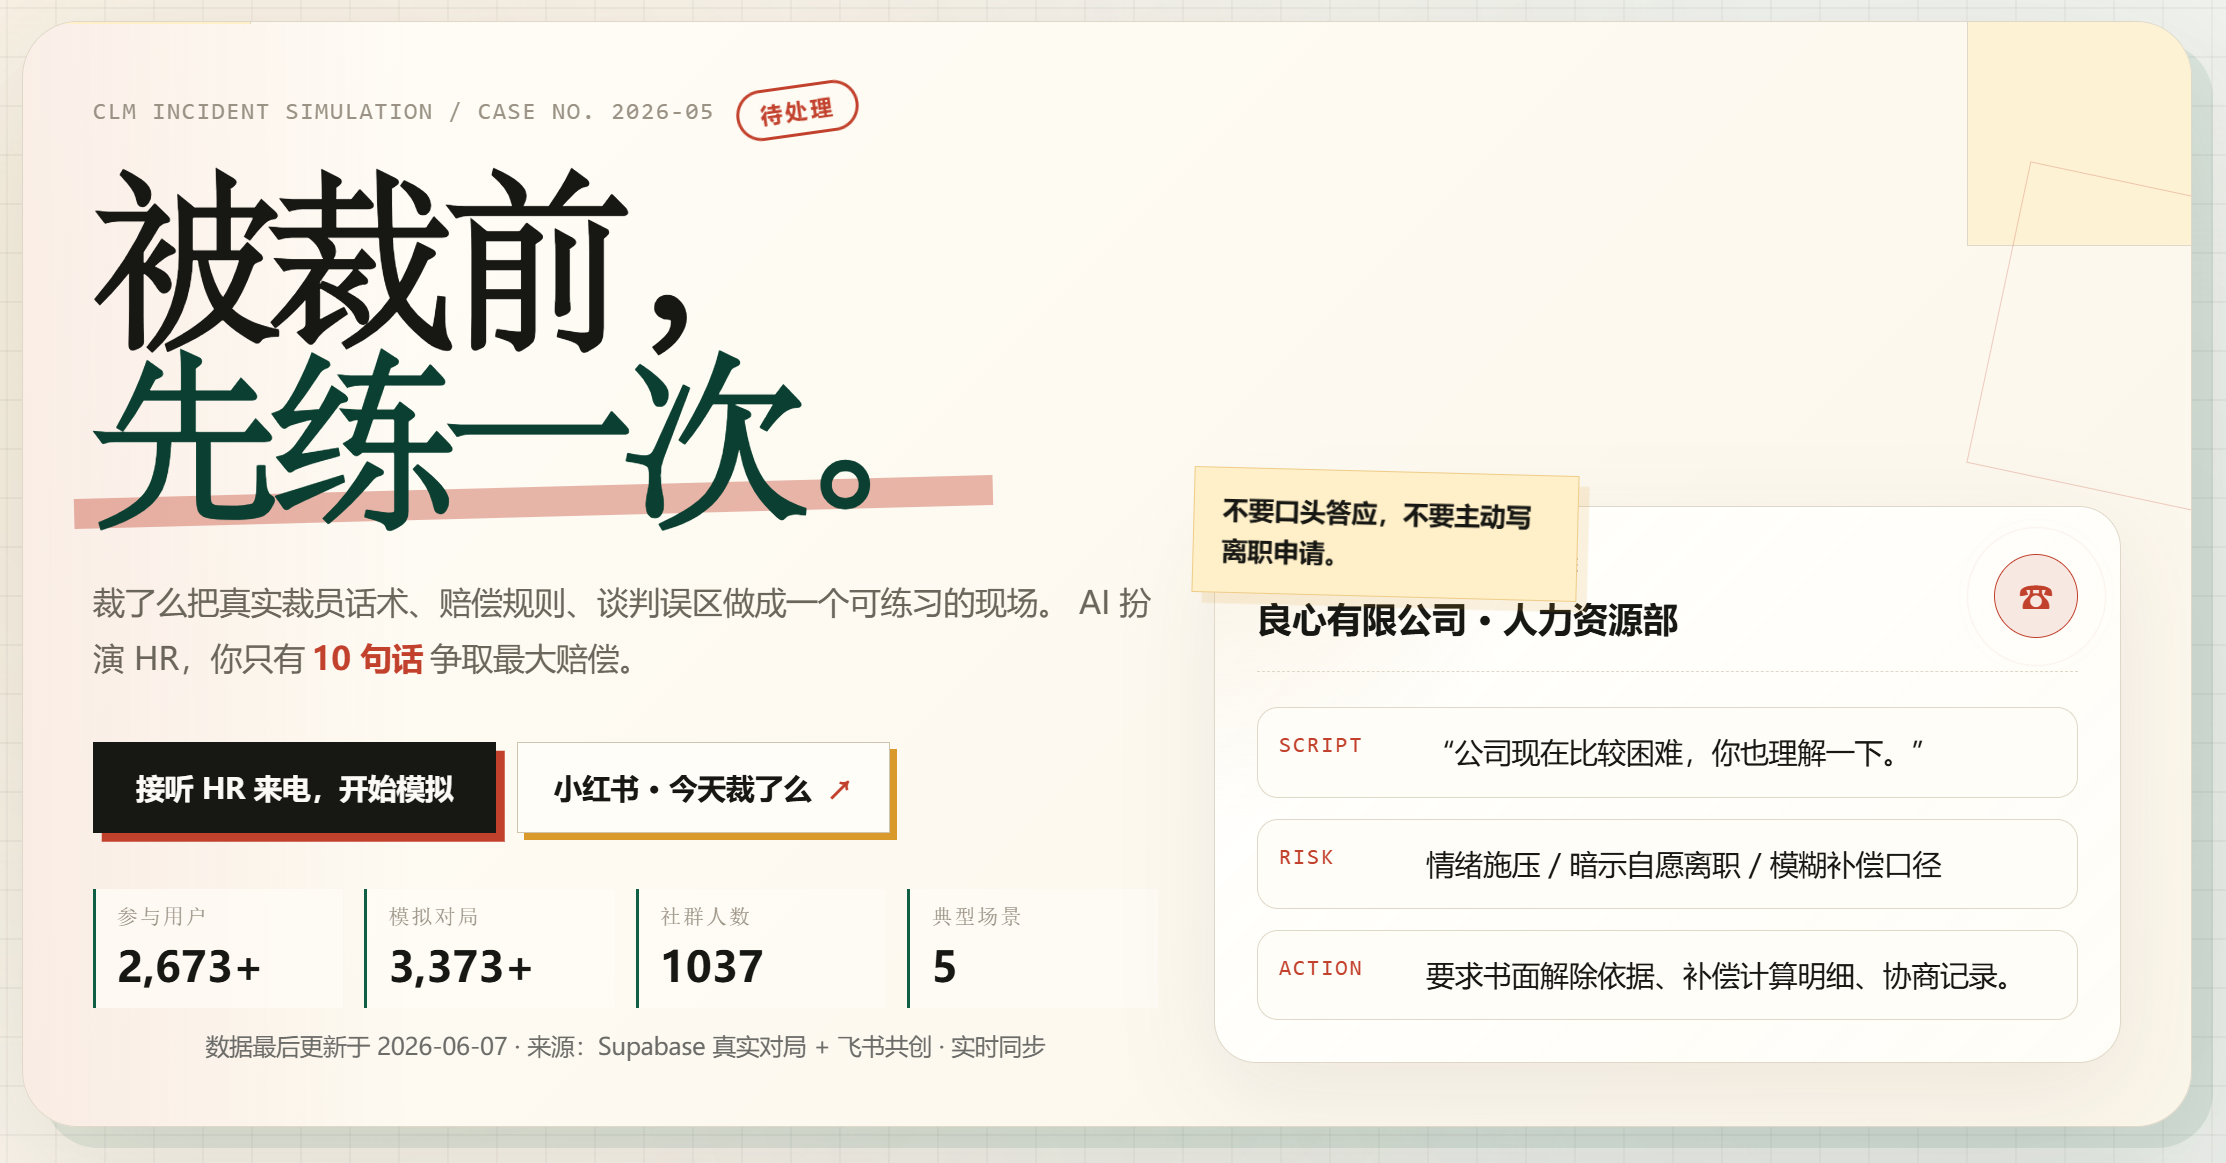 CLM INCIDENT SIMULATION / CASE NO. 2026-05
待处理
被裁前，
先练一次。
裁了么把真实裁员话术、赔偿规则、谈判误区做成一个可练习的现场。 AI 扮
演 HR，你只有 10 句话 争取最大赔偿。
接听 HR 来电，开始模拟
小红书 · 今天裁了么 ↗
参与用户
2,673+
模拟对局
3,373+
社群人数
1037
典型场景
5
数据最后更新于 2026-06-07 · 来源：Supabase 真实对局 + 飞书共创 · 实时同步
不要口头答应，不要主动写
离职申请。
良心有限公司 · 人力资源部
SCRIPT
“公司现在比较困难，你也理解一下。”
RISK
情绪施压 / 暗示自愿离职 / 模糊补偿口径
ACTION
要求书面解除依据、补偿计算明细、协商记录。